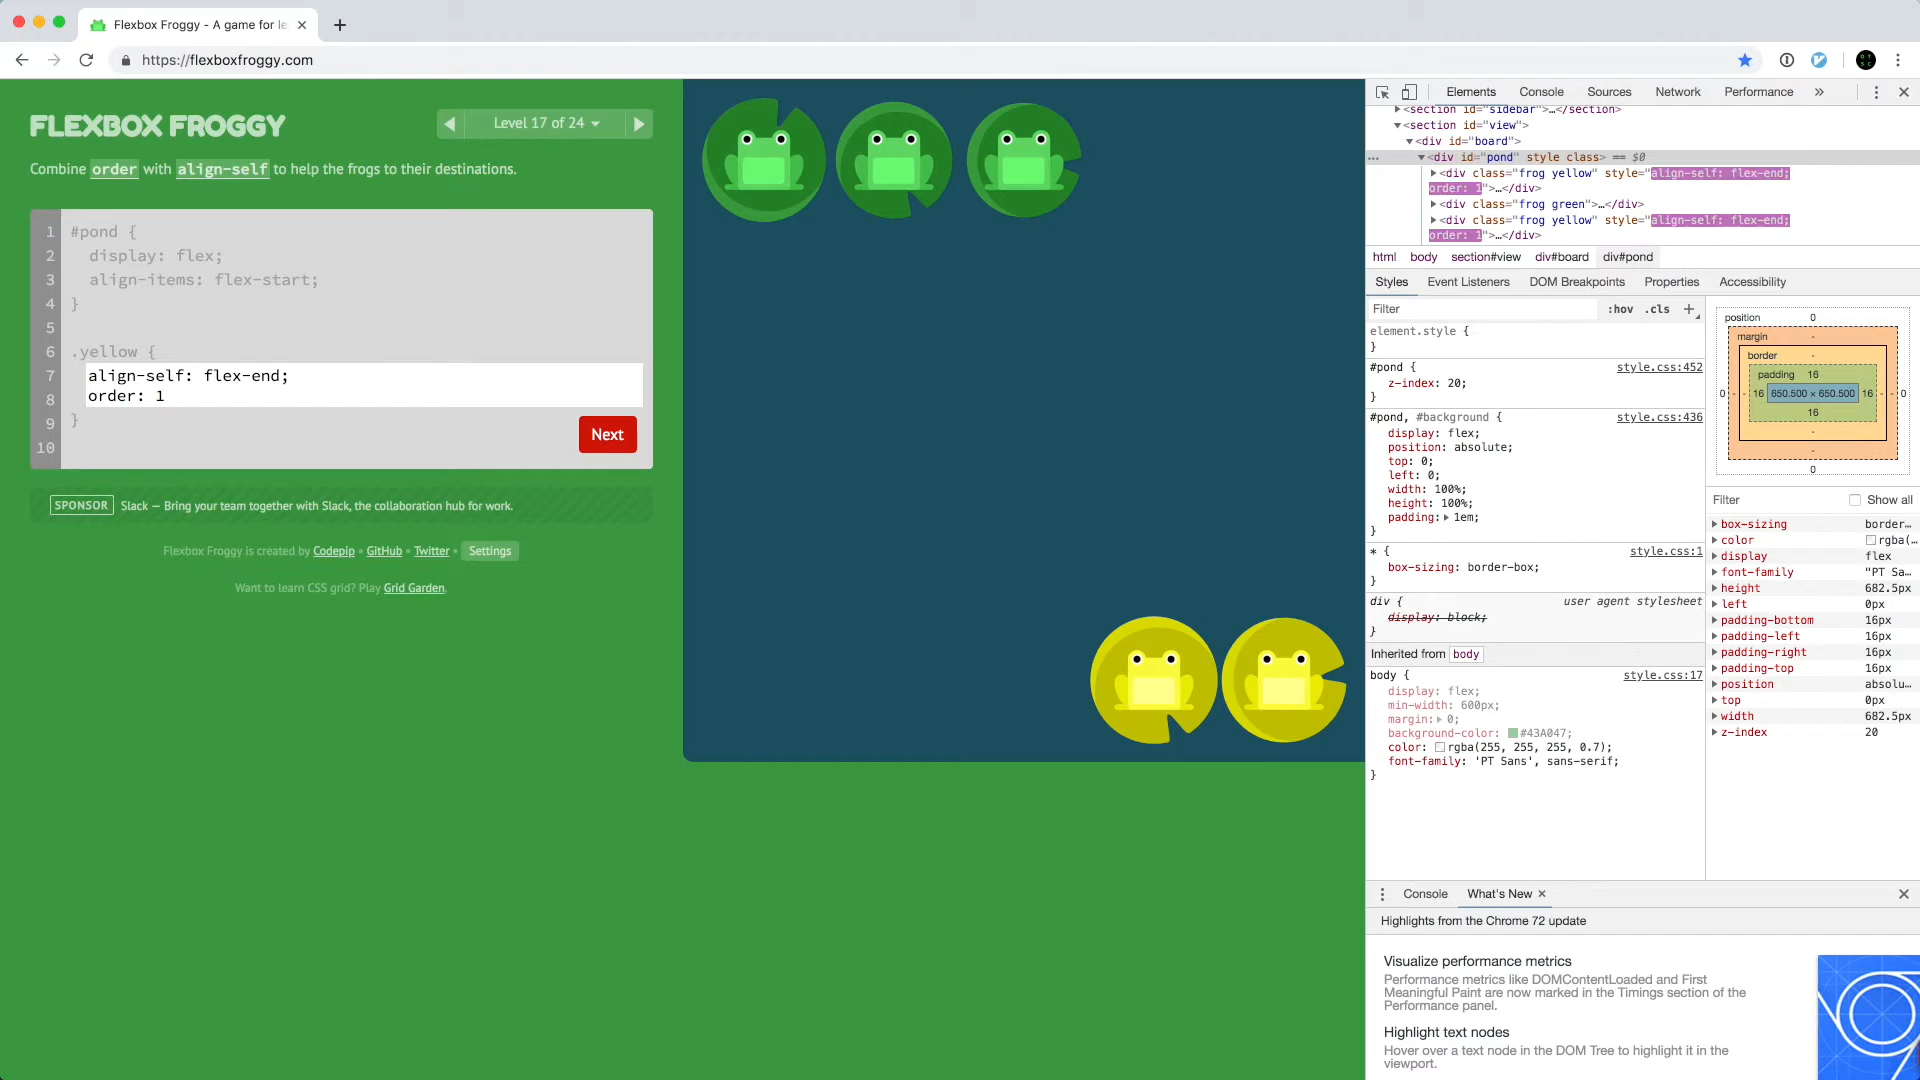 Flexbox Froggy - A game for le
https://flexboxfroggy.com
FLEXBOX FROGGY
Level 17 of 24
Combine order with align-self to help the frogs to their destinations.
1 #pond {
2 display: flex;
3 align-items: flex-start;
4 }
5
6 .yellow {
7 align-self: flex-end;
8 order: 1
9 }
10
Next
SPONSOR Slack — Bring your team together with Slack, the collaboration hub for work.
Flexbox Froggy is created by Codepip • GitHub • Twitter • Settings
Want to learn CSS grid? Play Grid Garden.
Elements Console Sources Network Performance »
<section id="sidebar">…</section>
<section id="view">
<div id="board">
… <div id="pond" style class> == $0
<div class="frog yellow" style="align-self: flex-end;
order: 1">…</div>
<div class="frog green">…</div>
<div class="frog yellow" style="align-self: flex-end;
order: 1">…</div>
html body section#view div#board div#pond
Styles Event Listeners DOM Breakpoints Properties Accessibility
Filter :hov .cls +
element.style {
}
#pond { style.css:452
z-index: 20;
}
#pond, #background { style.css:436
display: flex;
position: absolute;
top: 0;
left: 0;
width: 100%;
height: 100%;
padding: 1em;
}
* { style.css:1
box-sizing: border-box;
}
div { user agent stylesheet
display: block;
}
Inherited from body
body { style.css:17
display: flex;
min-width: 600px;
margin: 0;
background-color: #43A047;
color: rgba(255, 255, 255, 0.7);
font-family: 'PT Sans', sans-serif;
}
position 0
margin -
border -
padding 16
0 - - 16 650.500 × 650.500 16 - - 0
16
-
-
0
Filter Show all
box-sizing border…
color rgba(…
display flex
font-family "PT Sa…
height 682.5px
left 0px
padding-bottom 16px
padding-left 16px
padding-right 16px
padding-top 16px
position absolu…
top 0px
width 682.5px
z-index 20
Console What's New
Highlights from the Chrome 72 update
Visualize performance metrics
Performance metrics like DOMContentLoaded and First
Meaningful Paint are now marked in the Timings section of the
Performance panel.
Highlight text nodes
Hover over a text node in the DOM Tree to highlight it in the
viewport.